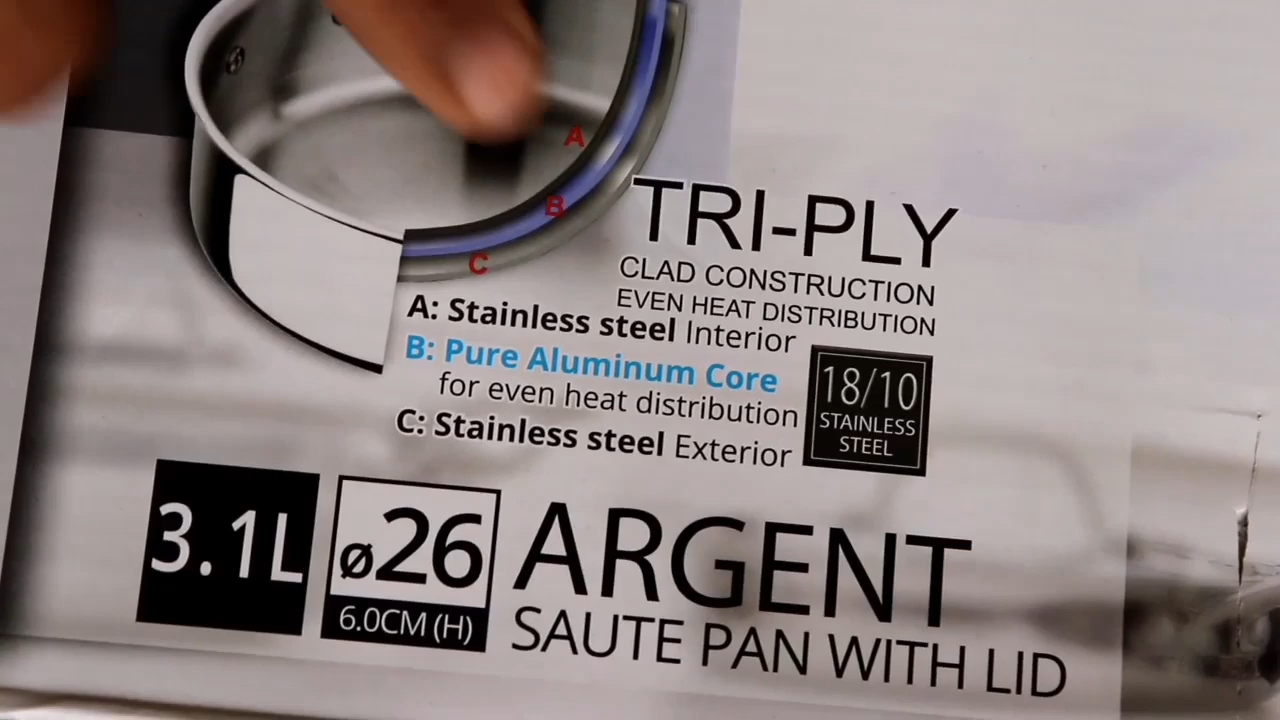 A
B
C
TRI-PLY
CLAD CONSTRUCTION
EVEN HEAT DISTRIBUTION
A: Stainless steel Interior
B: Pure Aluminum Core
for even heat distribution
C: Stainless steel Exterior
18/10
STAINLESS
STEEL
3.1L
ø26
6.0CM (H)
ARGENT
SAUTE PAN WITH LID